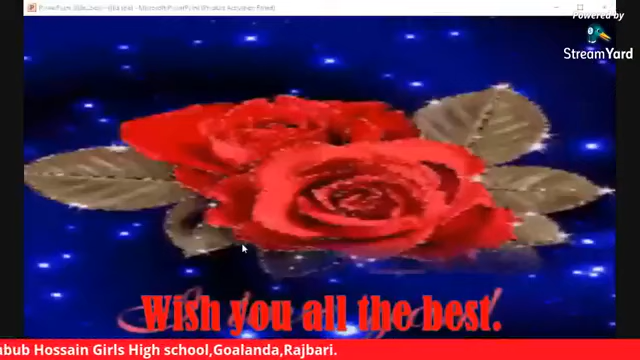 Powered by
StreamYard
Wish you all the best.
abub Hossain Girls High school,Goalanda,Rajbari.